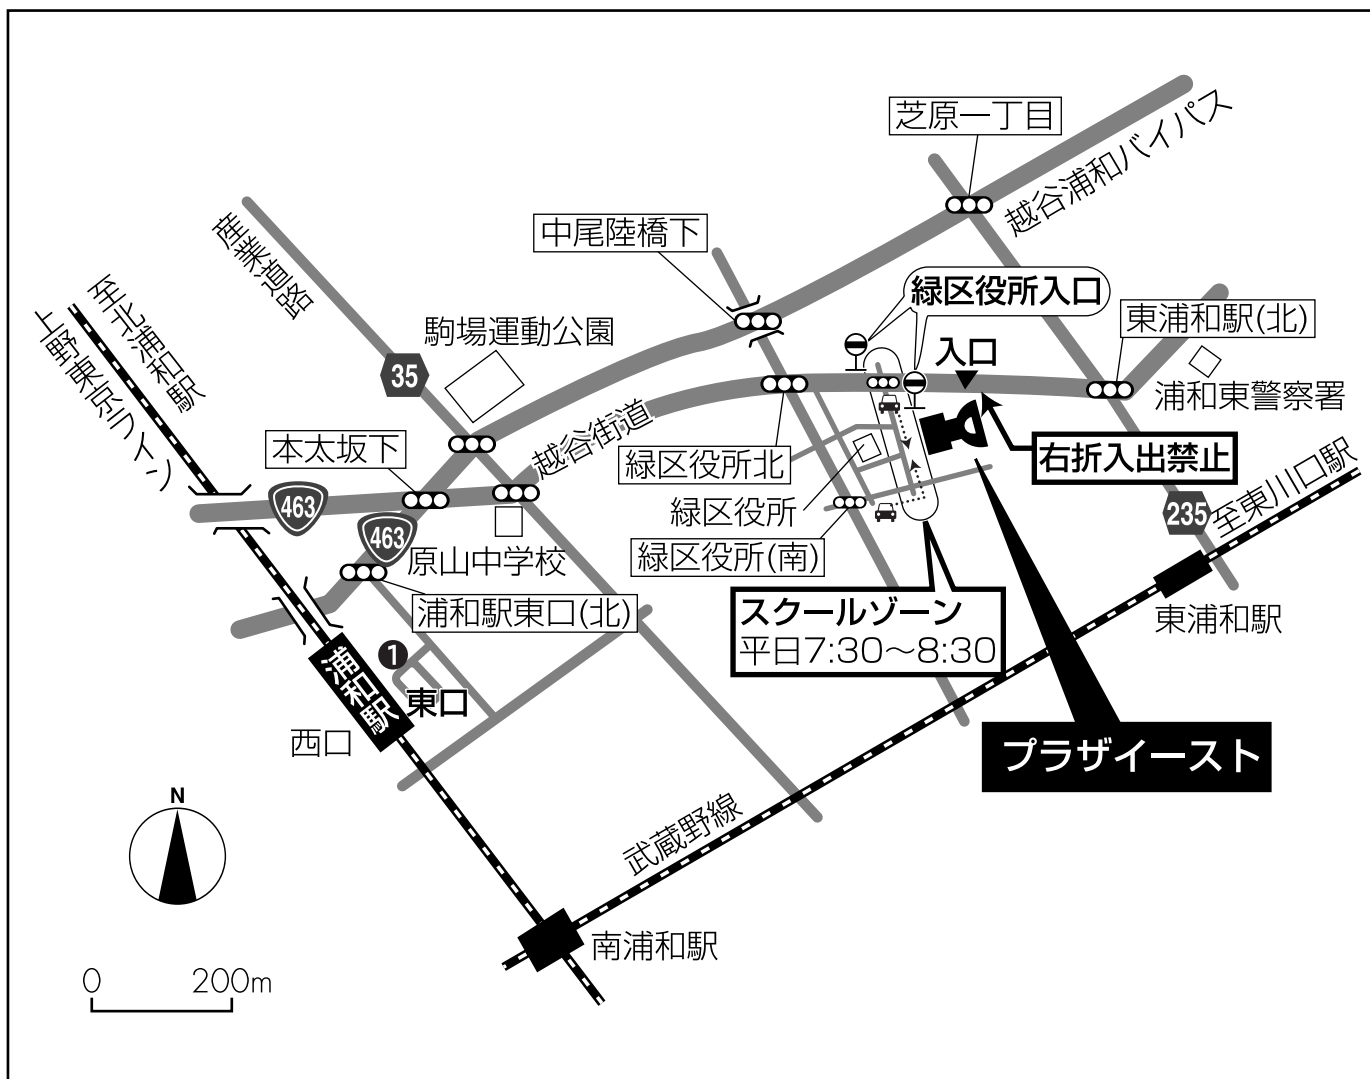 芝原一丁目
越谷浦和バイパス
中尾陸橋下
産業道路
緑区役所入口
至北浦和駅
上野東京ライン
東浦和駅(北)
駒場運動公園
入口
35
浦和東警察署
越谷街道
本太坂下
緑区役所北
右折入出禁止
463
463
緑区役所
235
至東川口駅
原山中学校
緑区役所(南)
浦和駅東口(北)
スクールゾーン
平日7:30〜8:30
東浦和駅
1
浦和駅
東口
西口
プラザイースト
N
武蔵野線
南浦和駅
0 200m